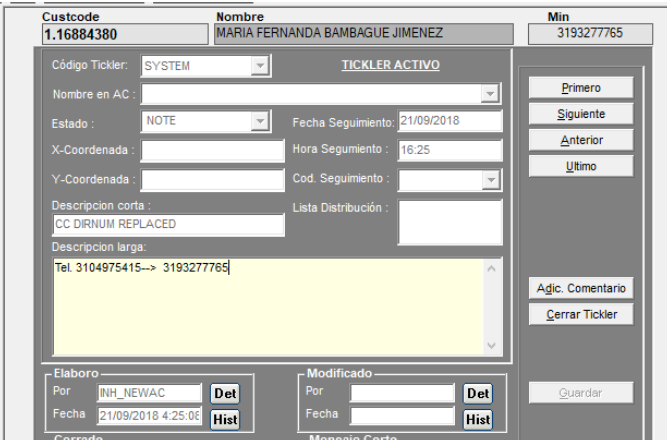 Custcode Nombre Min
1.16884380 MARIA FERNANDA BAMBAGUE JIMENEZ 3193277765
Código Tickler: SYSTEM TICKLER ACTIVO
Nombre en AC :
Estado : NOTE Fecha Seguimiento: 21/09/2018
X-Coordenada : Hora Segumiento : 16:25
Y-Coordenada : Cod. Seguimiento :
Descripcion corta : Lista Distribución :
CC DIRNUM REPLACED
Descripcion larga:
Tel. 3104975415--> 3193277765
Primero
Siguiente
Anterior
Ultimo
Adic. Comentario
Cerrar Tickler
Guardar
Elaboro
Por INH_NEWAC Det
Fecha 21/09/2018 4:25:08 Hist
Modificado
Por Det
Fecha Hist
Cerrado Mensaje Corto